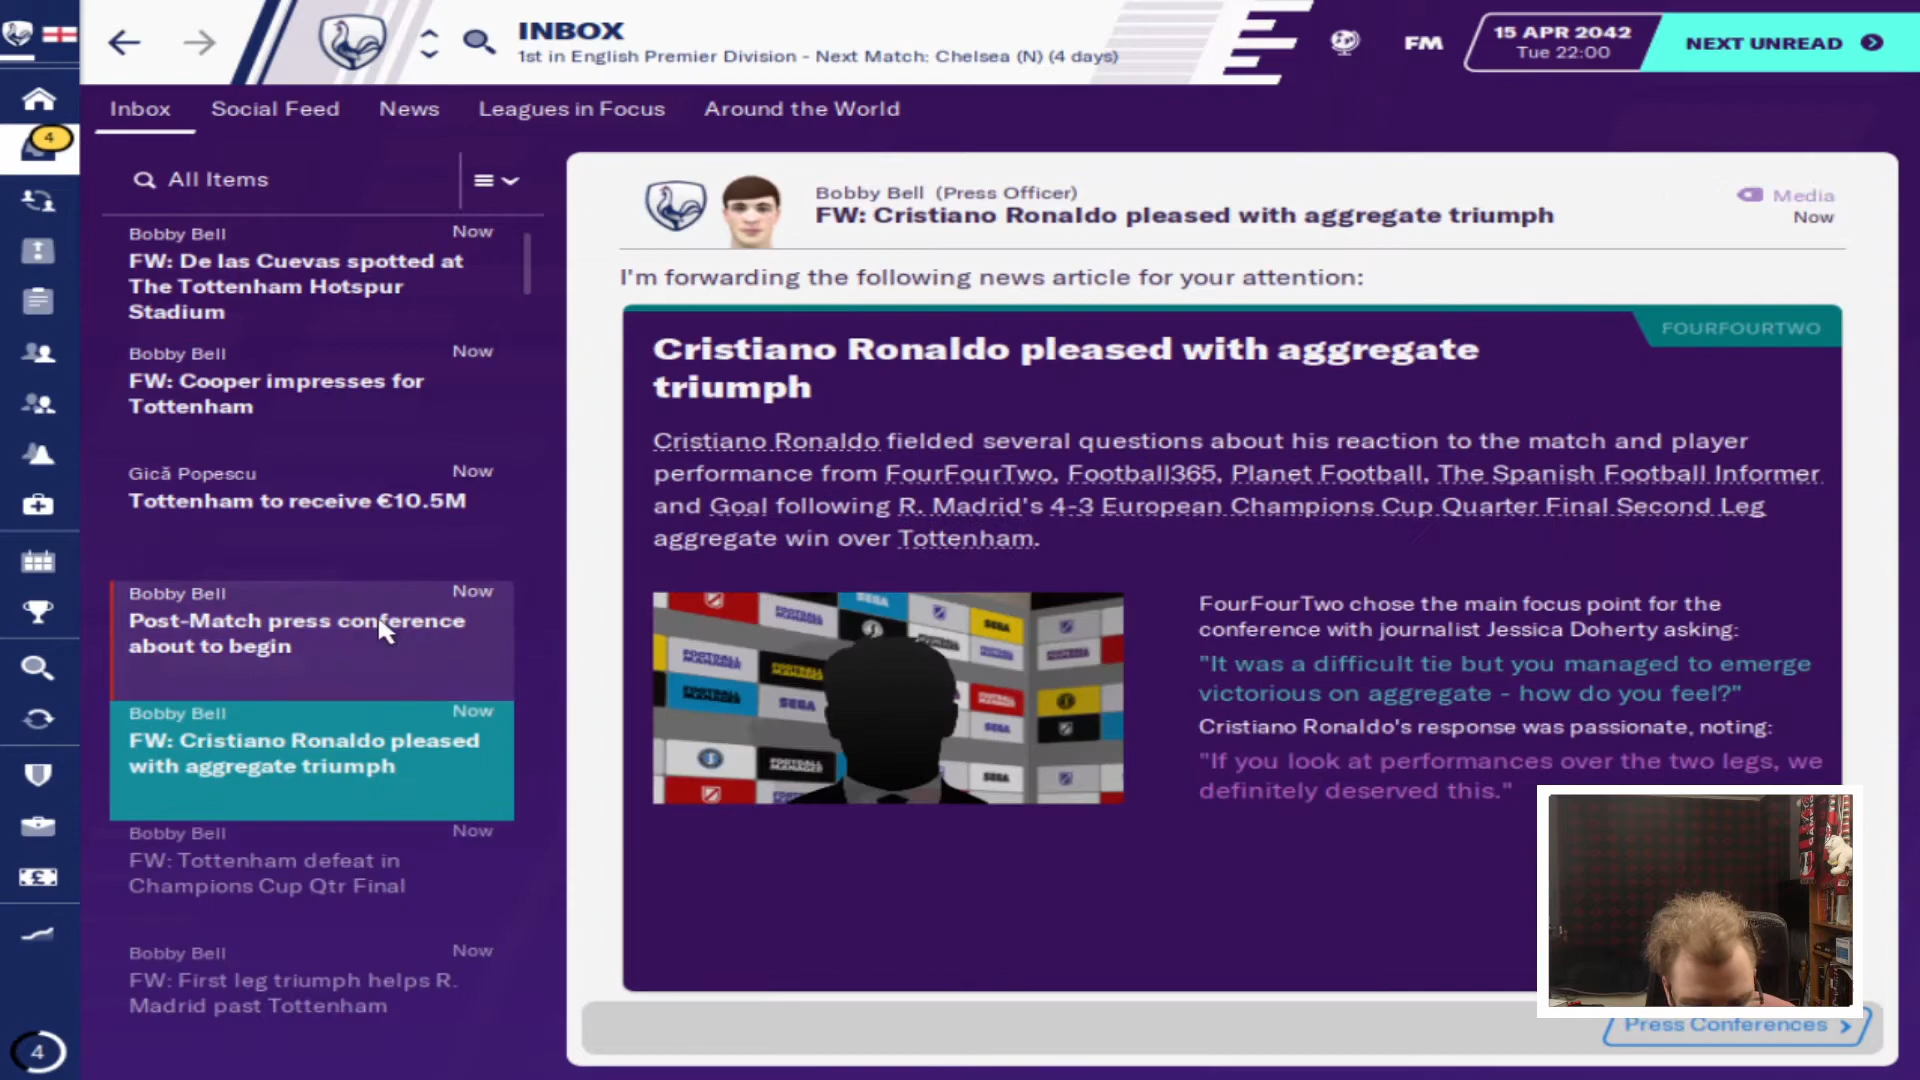 INBOX
1st in English Premier Division - Next Match: Chelsea (N) (4 days)
FM
15 APR 2042
Tue 22:00
NEXT UNREAD
Inbox
Social Feed
News
Leagues in Focus
Around the World
4
All Items
Bobby Bell
Now
FW: De las Cuevas spotted at
The Tottenham Hotspur
Stadium
Bobby Bell
Now
FW: Cooper impresses for
Tottenham
Gică Popescu
Now
Tottenham to receive €10.5M
Bobby Bell
Now
Post-Match press conference
about to begin
Bobby Bell
Now
FW: Cristiano Ronaldo pleased
with aggregate triumph
Bobby Bell
Now
FW: Tottenham defeat in
Champions Cup Qtr Final
Bobby Bell
Now
FW: First leg triumph helps R.
Madrid past Tottenham
4
Bobby Bell (Press Officer)
FW: Cristiano Ronaldo pleased with aggregate triumph
Media
Now
I'm forwarding the following news article for your attention:
FOURFOURTWO
Cristiano Ronaldo pleased with aggregate
triumph
Cristiano Ronaldo fielded several questions about his reaction to the match and player
performance from FourFourTwo, Football365, Planet Football, The Spanish Football Informer
and Goal following R. Madrid's 4-3 European Champions Cup Quarter Final Second Leg
aggregate win over Tottenham.
SEGA
FOOTBALL MANAGER
FourFourTwo chose the main focus point for the
conference with journalist Jessica Doherty asking:
"It was a difficult tie but you managed to emerge
victorious on aggregate - how do you feel?"
Cristiano Ronaldo's response was passionate, noting:
"If you look at performances over the two legs, we
definitely deserved this."
Press Conferences